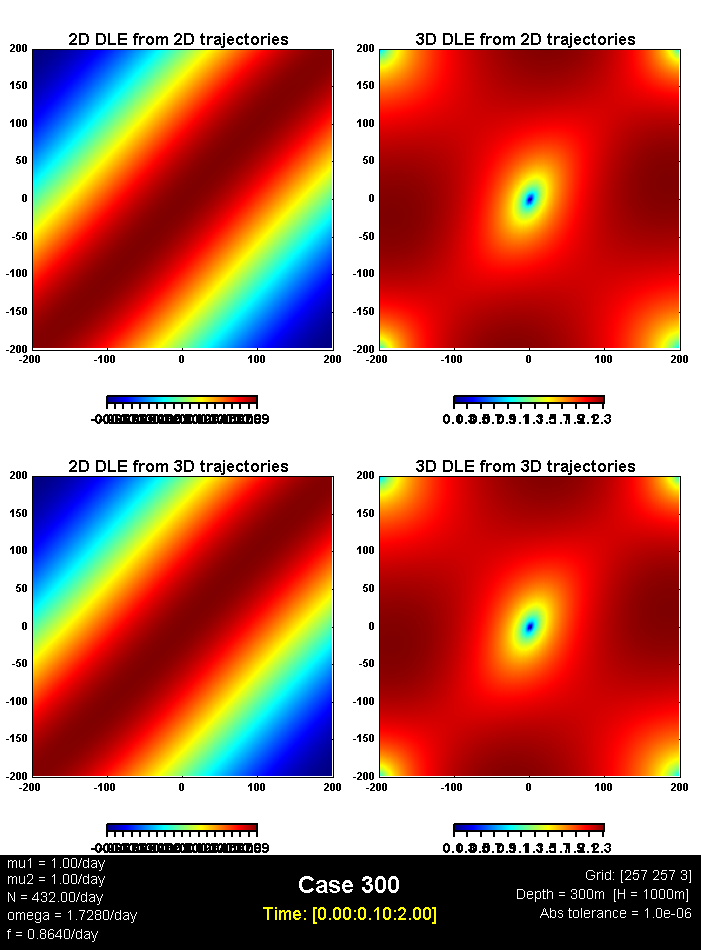 2D DLE from 2D trajectories
3D DLE from 2D trajectories
200
150
100
50
0
-50
-100
-150
-200
-200 -100 0 100 200
200
150
100
50
0
-50
-100
-150
-200
-200 -100 0 100 200
2D DLE from 3D trajectories
3D DLE from 3D trajectories
200
150
100
50
0
-50
-100
-150
-200
-200 -100 0 100 200
200
150
100
50
0
-50
-100
-150
-200
-200 -100 0 100 200
mu1 = 1.00/day
mu2 = 1.00/day
N = 432.00/day
omega = 1.7280/day
f = 0.8640/day
Case 300
Time: [0.00:0.10:2.00]
Grid: [257 257 3]
Depth = 300m [H = 1000m]
Abs tolerance = 1.0e-06